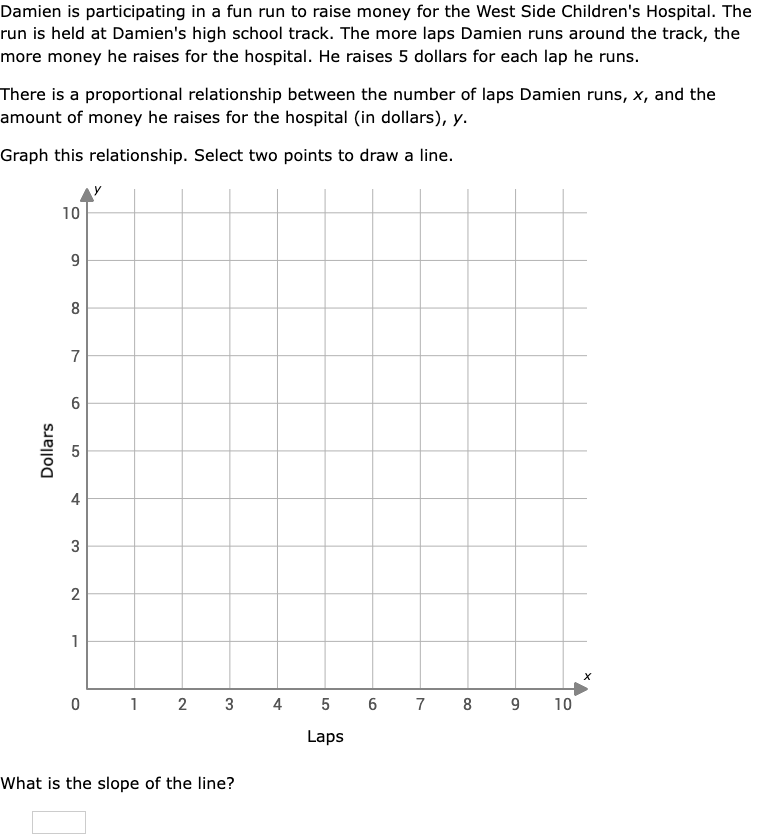 Damien is participating in a fun run to raise money for the West Side Children's Hospital. The
run is held at Damien's high school track. The more laps Damien runs around the track, the
more money he raises for the hospital. He raises 5 dollars for each lap he runs.
There is a proportional relationship between the number of laps Damien runs, x, and the
amount of money he raises for the hospital (in dollars), y.
Graph this relationship. Select two points to draw a line.
y
10
9
8
7
6
5
4
3
2
1
Dollars
x
0 1 2 3 4 5 6 7 8 9 10
Laps
What is the slope of the line?